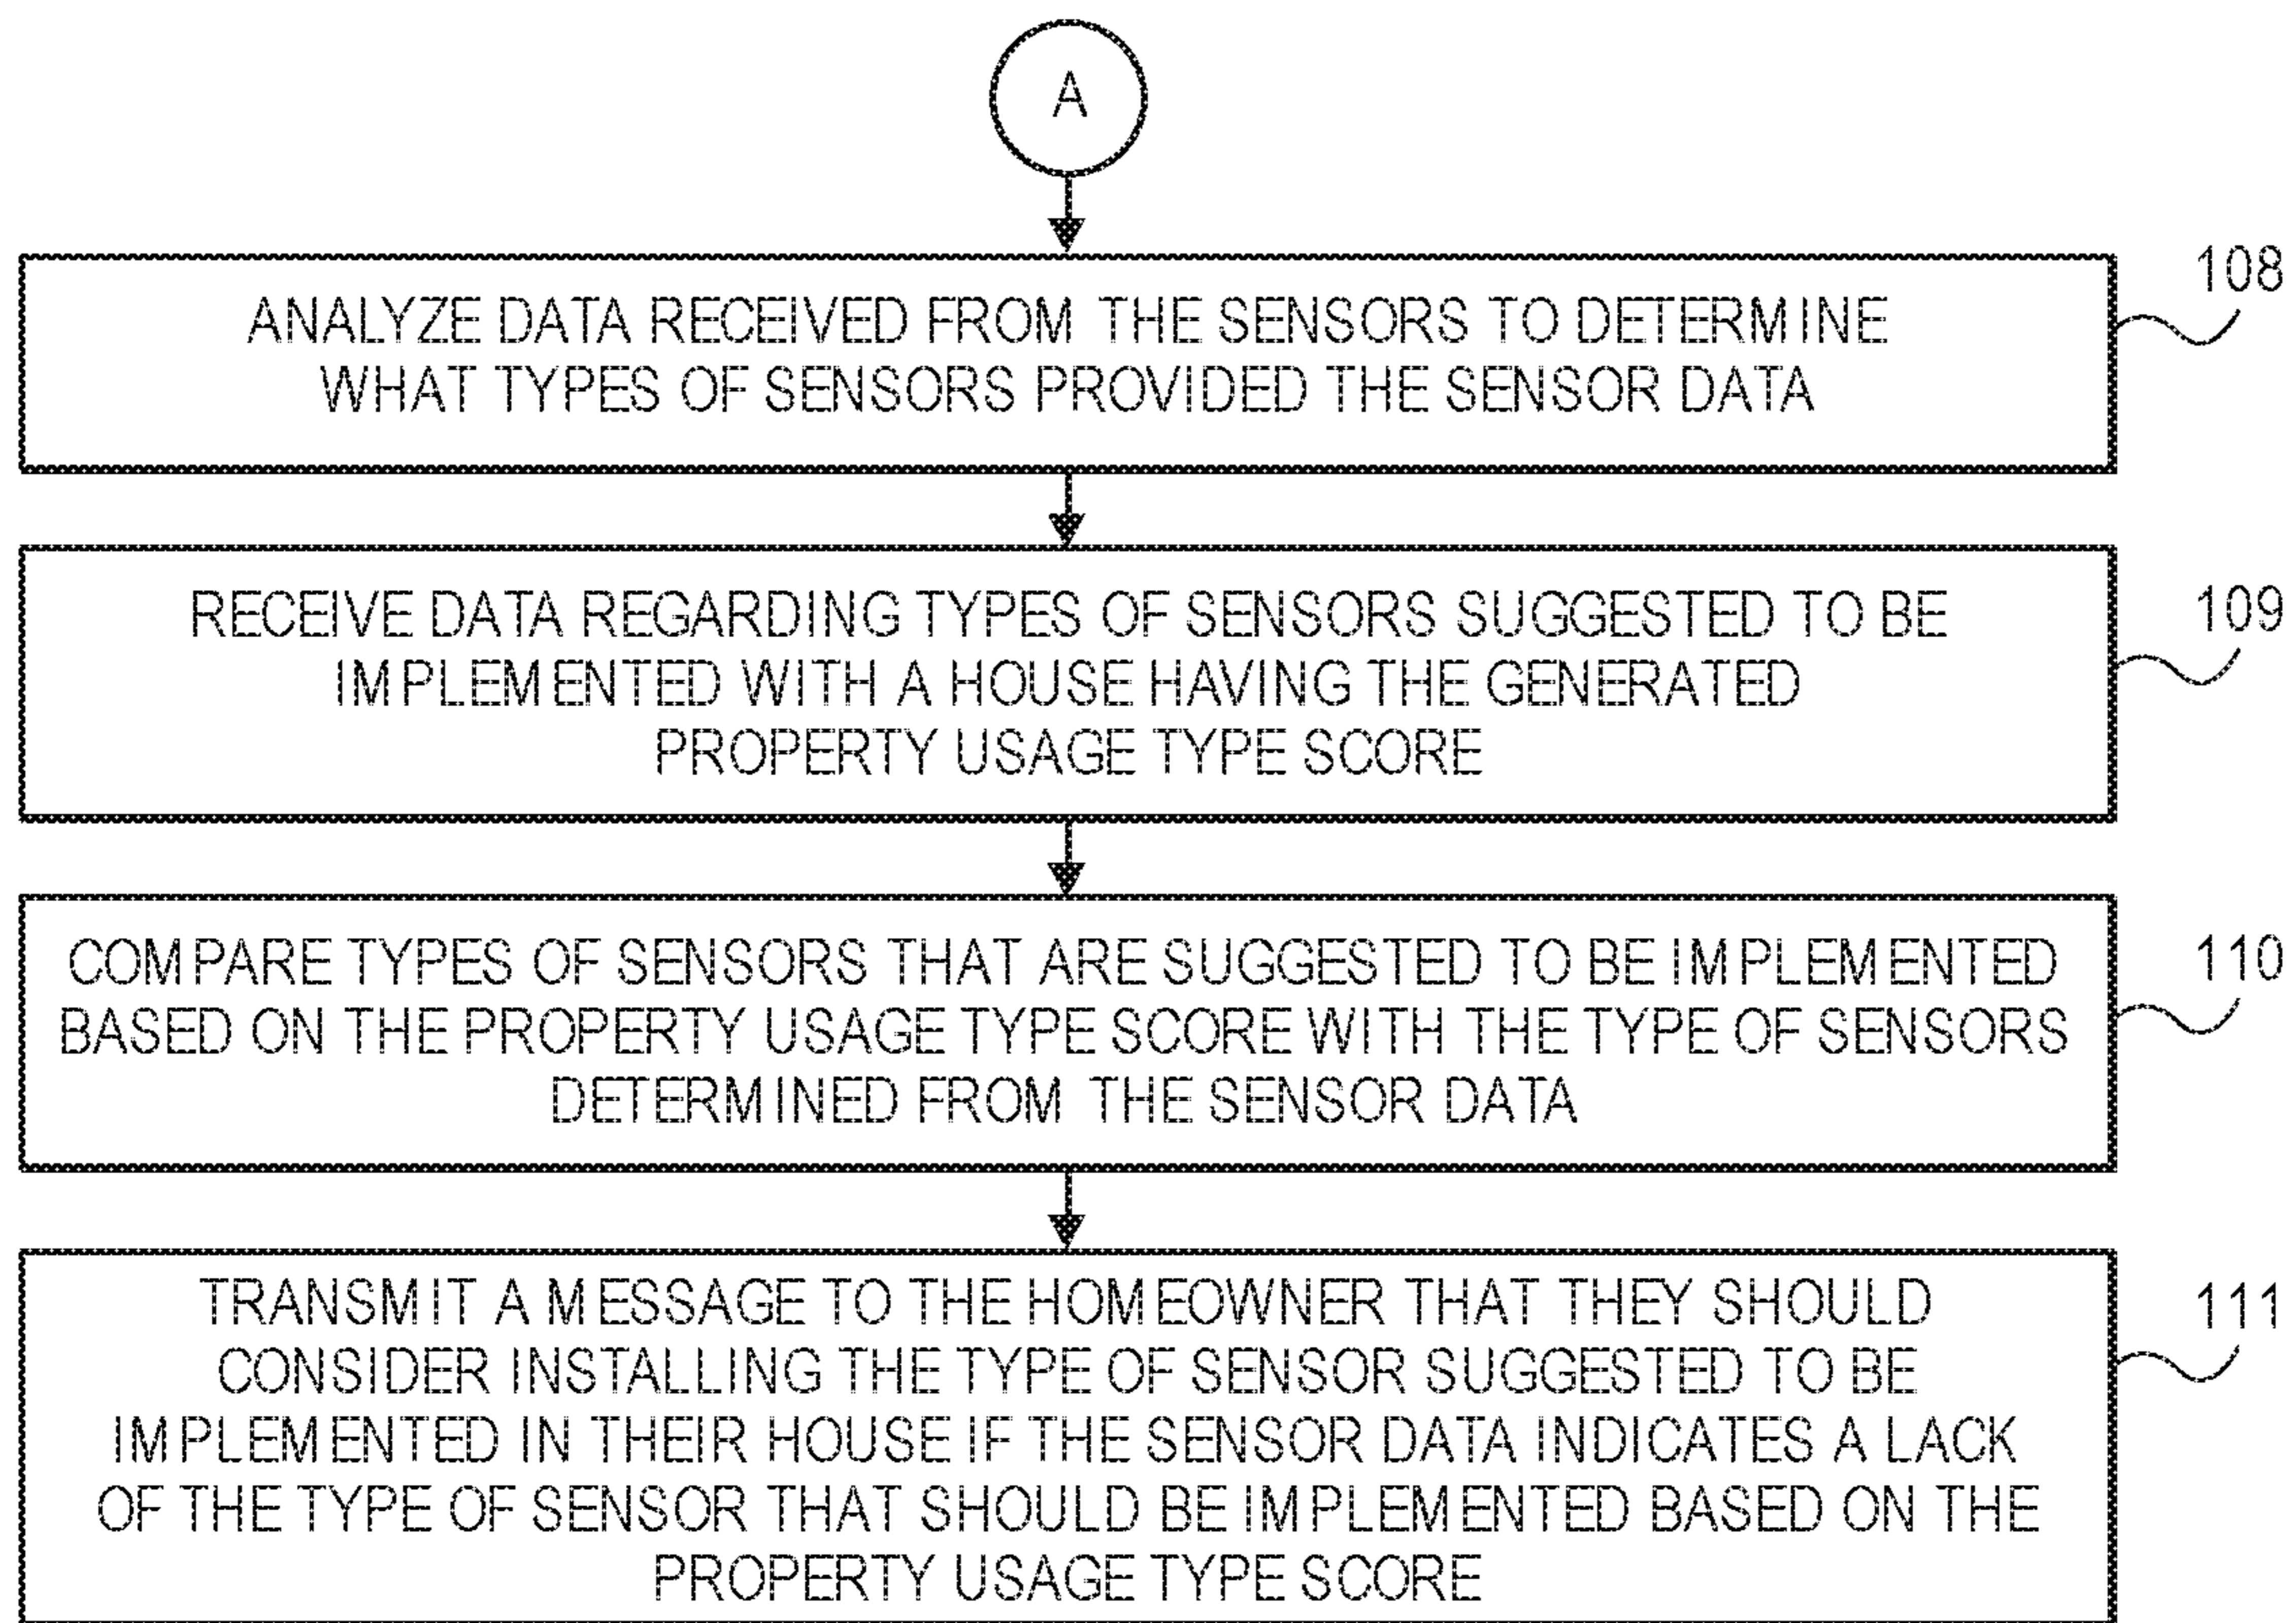 A
108
ANALYZE DATA RECEIVED FROM THE SENSORS TO DETERMINE
WHAT TYPES OF SENSORS PROVIDED THE SENSOR DATA
109
RECEIVE DATA REGARDING TYPES OF SENSORS SUGGESTED TO BE
IMPLEMENTED WITH A HOUSE HAVING THE GENERATED
PROPERTY USAGE TYPE SCORE
110
COMPARE TYPES OF SENSORS THAT ARE SUGGESTED TO BE IMPLEMENTED
BASED ON THE PROPERTY USAGE TYPE SCORE WITH THE TYPE OF SENSORS
DETERMINED FROM THE SENSOR DATA
111
TRANSMIT A MESSAGE TO THE HOMEOWNER THAT THEY SHOULD
CONSIDER INSTALLING THE TYPE OF SENSOR SUGGESTED TO BE
IMPLEMENTED IN THEIR HOUSE IF THE SENSOR DATA INDICATES A LACK
OF THE TYPE OF SENSOR THAT SHOULD BE IMPLEMENTED BASED ON THE
PROPERTY USAGE TYPE SCORE